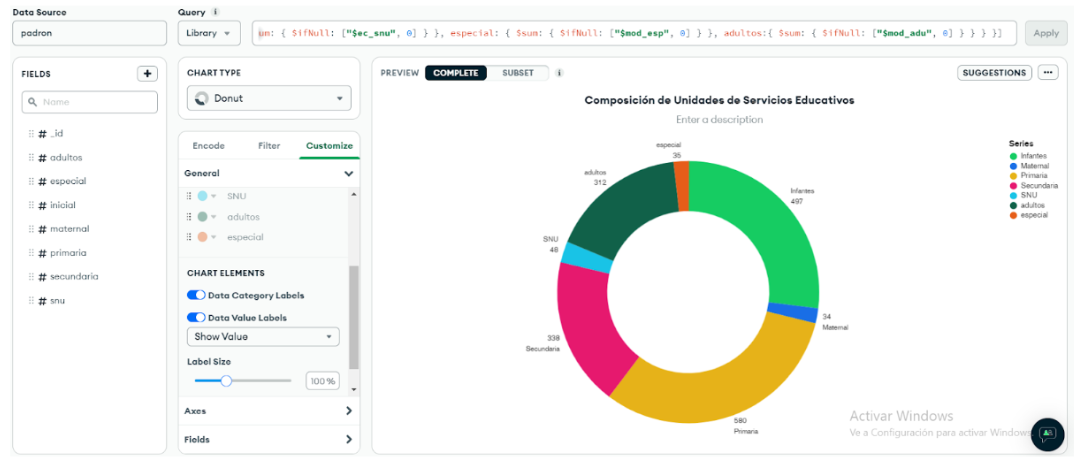 Data Source
padron
Query
Library
um: { $ifNull: ["$ec_snu", 0] } }, especial: { $sum: { $ifNull: ["$mod_esp", 0] } }, adultos:{ $sum: { $ifNull: ["$mod_adu", 0] } } } }]
Apply
FIELDS
+
Name
# _id
# adultos
# especial
# inicial
# maternal
# primaria
# secundaria
# snu
CHART TYPE
Donut
Encode Filter Customize
General
SNU
adultos
especial
CHART ELEMENTS
Data Category Labels
Data Value Labels
Show Value
Label Size
100 %
Axes
Fields
PREVIEW COMPLETE SUBSET
SUGGESTIONS
Composición de Unidades de Servicios Educativos
Enter a description
especial
35
adultos
312
Infantes
497
SNU
48
34
Maternal
338
Secundaria
580
Primaria
Series
Infantes
Maternal
Primaria
Secundaria
SNU
adultos
especial
Activar Windows
Ve a Configuración para activar Windows